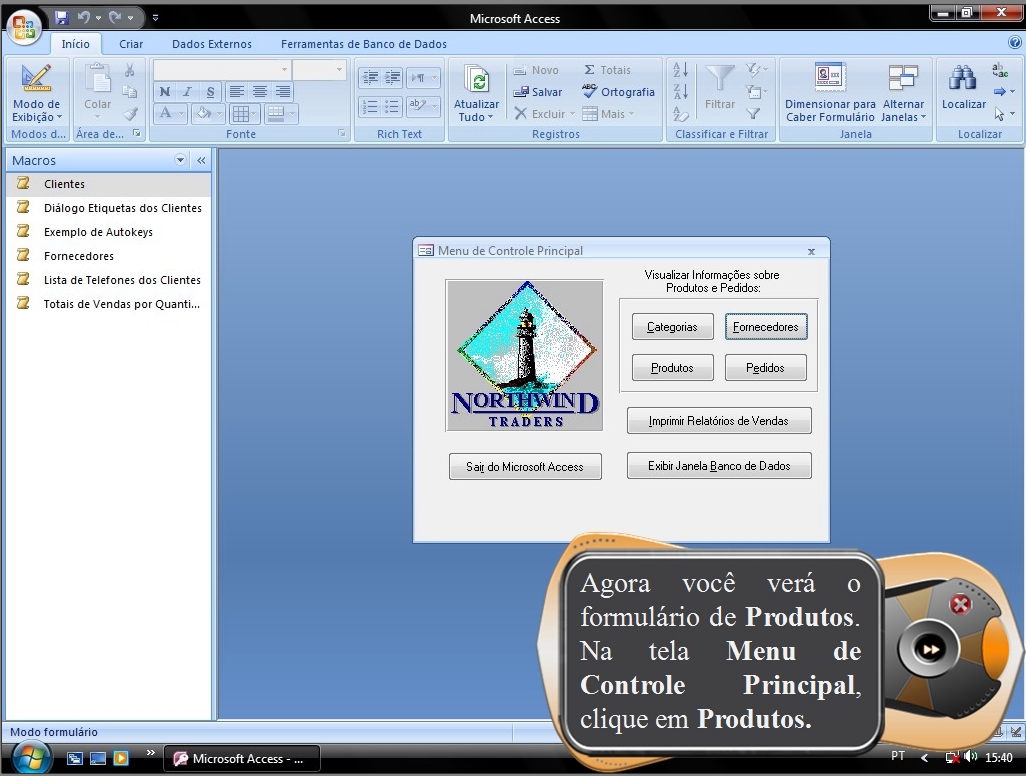 Microsoft Access
Início Criar Dados Externos Ferramentas de Banco de Dados
Modo de Exibição
Modos d...
Colar
Área de...
N I S
A
Fonte
Rich Text
Atualizar Tudo
Novo
Salvar
Excluir
Totais
Ortografia
Mais
Registros
Filtrar
Classificar e Filtrar
Dimensionar para Caber Formulário
Alternar Janelas
Janela
Localizar
Localizar
Macros
Clientes
Diálogo Etiquetas dos Clientes
Exemplo de Autokeys
Fornecedores
Lista de Telefones dos Clientes
Totais de Vendas por Quanti...
Menu de Controle Principal
NORTHWIND
TRADERS
Visualizar Informações sobre
Produtos e Pedidos:
Categorias Fornecedores
Produtos Pedidos
Imprimir Relatórios de Vendas
Sair do Microsoft Access
Exibir Janela Banco de Dados
Agora você verá o
formulário de Produtos.
Na tela Menu de
Controle Principal,
clique em Produtos.
Modo formulário
Microsoft Access - ...
PT
15:40